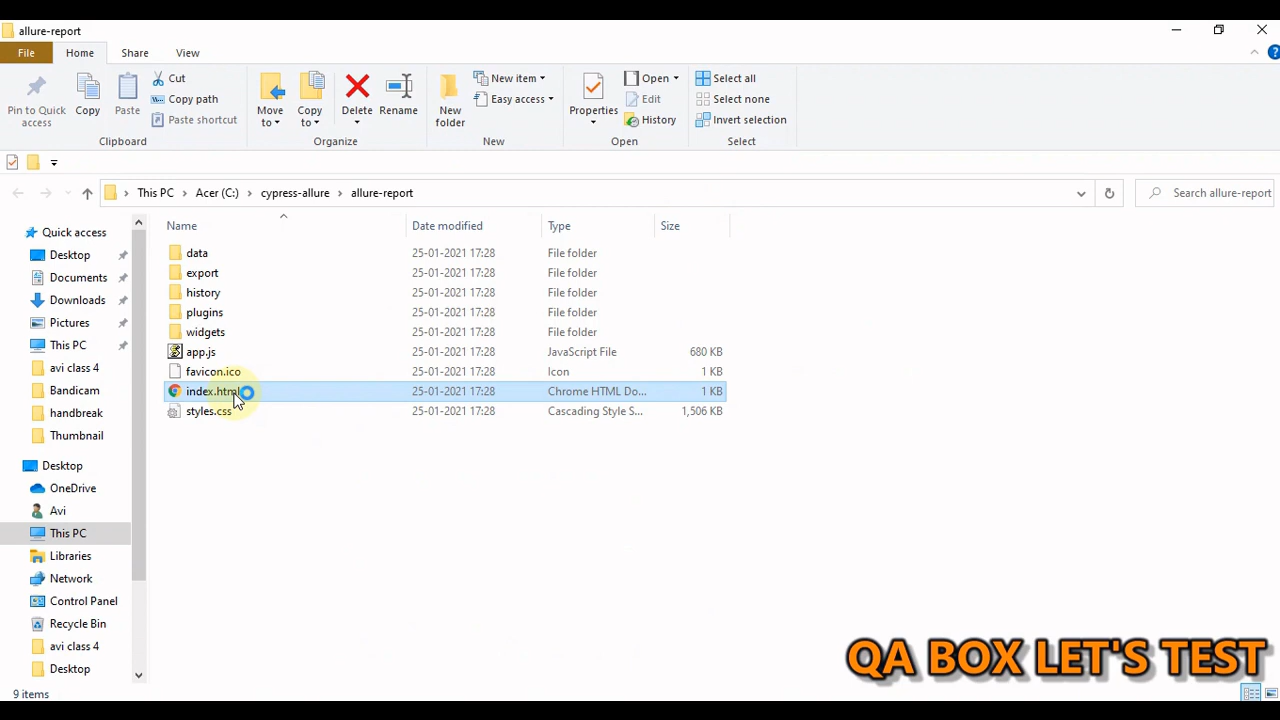 allure-report
File Home Share View
Pin to Quick access
Copy
Paste
Cut
Copy path
Paste shortcut
Clipboard
Move to
Copy to
Delete
Rename
Organize
New folder
New item
Easy access
New
Properties
Open
Edit
History
Open
Select all
Select none
Invert selection
Select
This PC Acer (C:) cypress-allure allure-report
Search allure-report
Quick access
Desktop
Documents
Downloads
Pictures
This PC
avi class 4
Bandicam
handbreak
Thumbnail
Desktop
OneDrive
Avi
This PC
Libraries
Network
Control Panel
Recycle Bin
avi class 4
Desktop
Name Date modified Type Size
data 25-01-2021 17:28 File folder
export 25-01-2021 17:28 File folder
history 25-01-2021 17:28 File folder
plugins 25-01-2021 17:28 File folder
widgets 25-01-2021 17:28 File folder
app.js 25-01-2021 17:28 JavaScript File 680 KB
favicon.ico 25-01-2021 17:28 Icon 1 KB
index.html 25-01-2021 17:28 Chrome HTML Do... 1 KB
styles.css 25-01-2021 17:28 Cascading Style S... 1,506 KB
QA BOX LET'S TEST
9 items